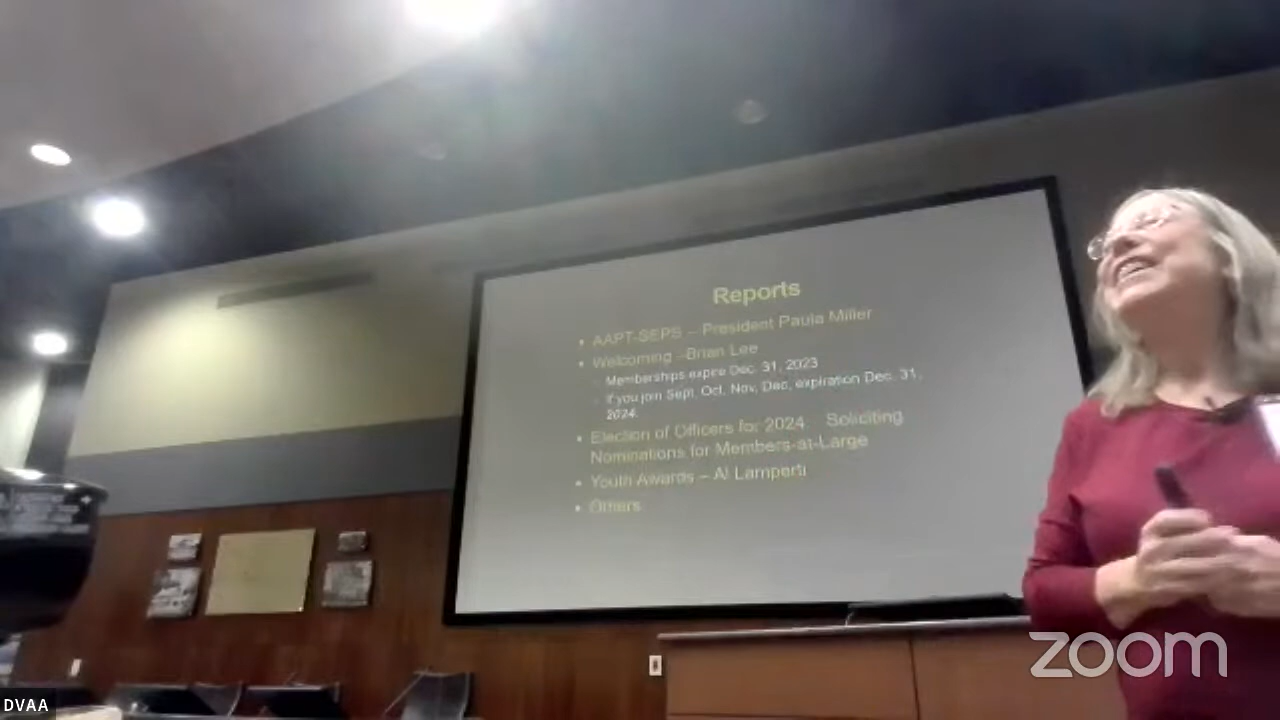 Reports
• AAPT-SEPS – President Paula Miller
• Welcoming –Brian Lee
Memberships expire Dec. 31, 2023
If you join Sept, Oct, Nov, Dec, expiration Dec. 31,
2024.
• Election of Officers for 2024: Soliciting
Nominations for Members-at-Large
• Youth Awards – Al Lamperti
• Others
zoom
DVAA